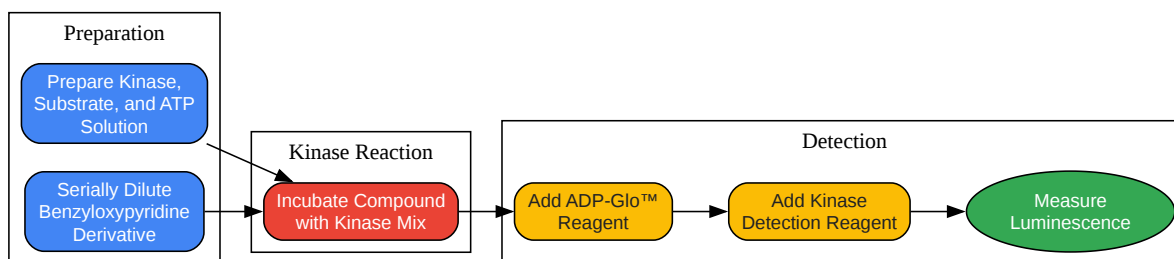 Preparation
Prepare Kinase,
Substrate, and ATP
Solution
Serially Dilute
Benzyloxypyridine
Derivative
Kinase Reaction
Incubate Compound
with Kinase Mix
Detection
Add ADP-Glo™
Reagent
Add Kinase
Detection Reagent
Measure
Luminescence